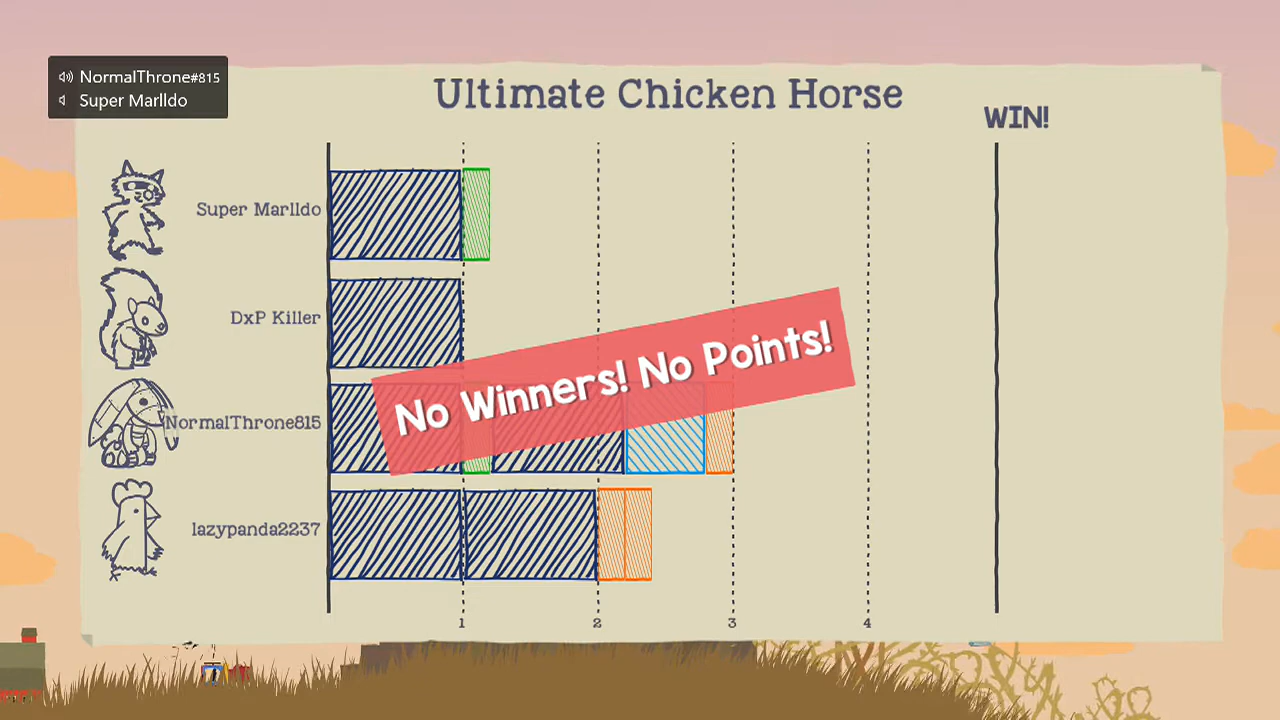 NormalThrone#815
Super Marlldo
Ultimate Chicken Horse
WIN!
Super Marlldo
DxP Killer
No Winners! No Points!
NormalThrone815
lazypanda2237
1 2 3 4